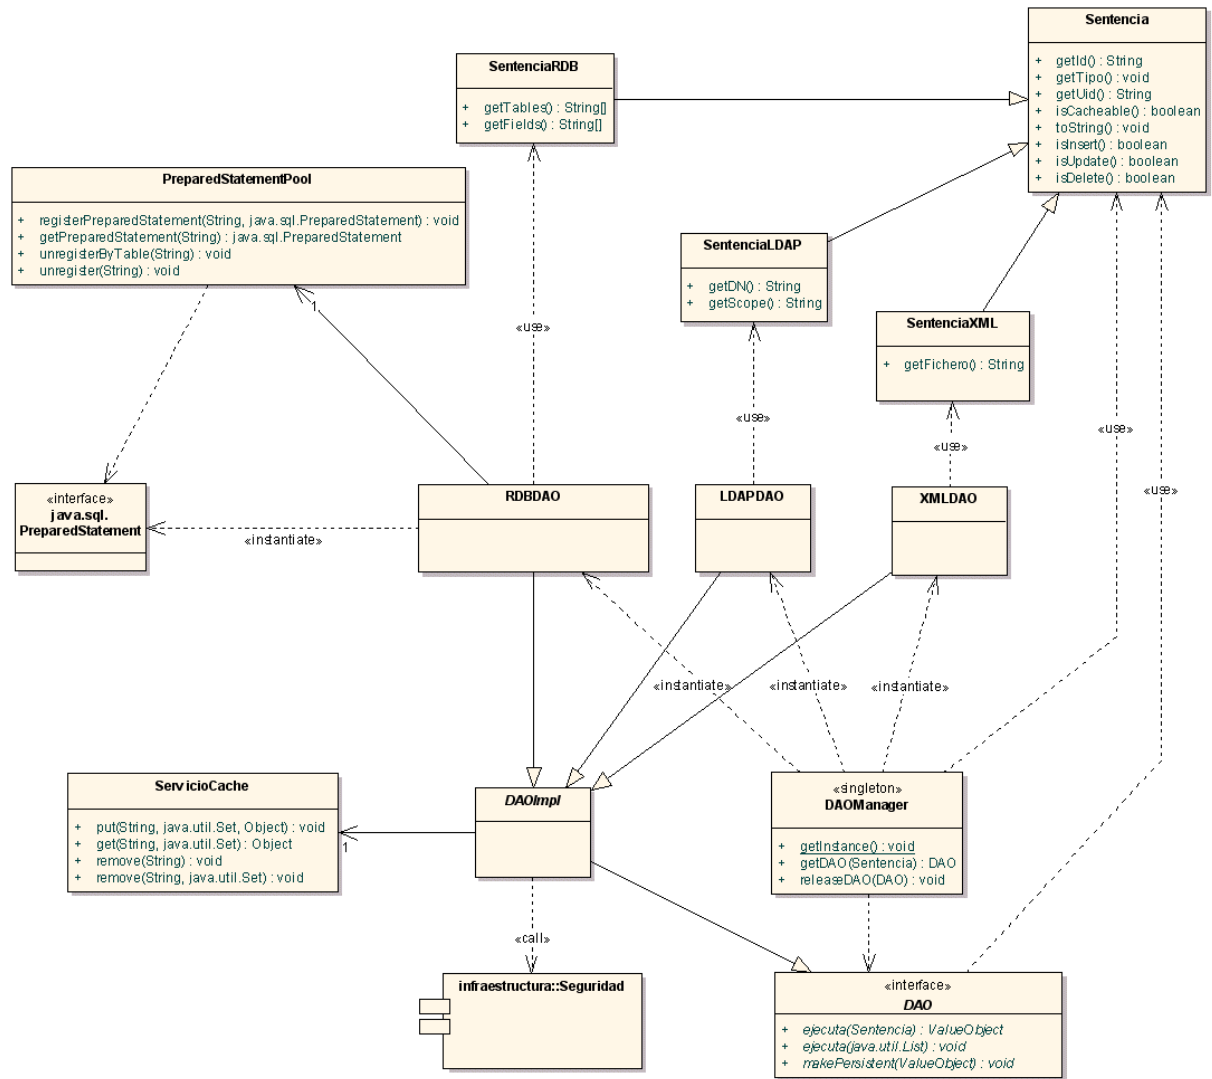 Sentencia
+ getId() : String
+ getTipo() : void
+ getUid() : String
+ isCacheable() : boolean
+ toString() : void
+ isInsert() : boolean
+ isUpdate() : boolean
+ isDelete() : boolean
SentenciaRDB
+ getTables() : String[]
+ getFields() : String[]
PreparedStatementPool
+ registerPreparedStatement(String, java.sql.PreparedStatement) : void
+ getPreparedStatement(String) : java.sql.PreparedStatement
+ unregisterByTable(String) : void
+ unregister(String) : void
SentenciaLDAP
+ getDN() : String
+ getScope() : String
SentenciaXML
+ getFichero() : String
1
«use»
«use»
«use»
«use»
«use»
«interface»
java.sql.
PreparedStatement
«instantiate»
RDBDAO
LDAPDAO
XMLDAO
«instantiate»
«instantiate»
«instantiate»
ServicioCache
+ put(String, java.util.Set, Object) : void
+ get(String, java.util.Set) : Object
+ remove(String) : void
+ remove(String, java.util.Set) : void
1
DAOImpl
«singleton»
DAOManager
+ getInstance() : void
+ getDAO(Sentencia) : DAO
+ releaseDAO(DAO) : void
«call»
infraestructura::Seguridad
«interface»
DAO
+ ejecuta(Sentencia) : ValueObject
+ ejecuta(java.util.List) : void
+ makePersistent(ValueObject) : void